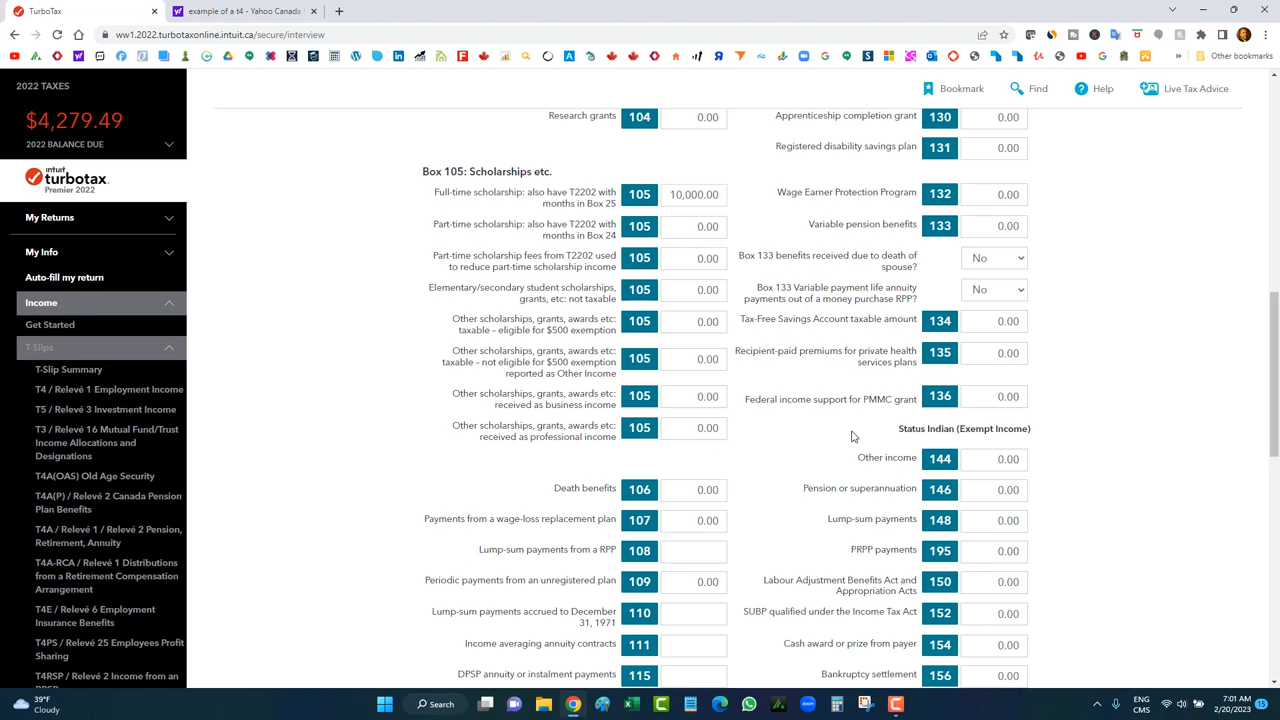 TurboTax
example of a t4 - Yahoo Canada
ww1.2022.turbotaxonline.intuit.ca/secure/interview
Other bookmarks
2022 TAXES
$4,279.49
2022 BALANCE DUE
intuit
turbotax
Premier 2022
My Returns
My Info
Auto-fill my return
Income
Get Started
T-Slips
T-Slip Summary
T4 / Relevé 1 Employment Income
T5 / Relevé 3 Investment Income
T3 / Relevé 16 Mutual Fund/Trust
Income Allocations and
Designations
T4A(OAS) Old Age Security
T4A(P) / Relevé 2 Canada Pension
Plan Benefits
T4A / Relevé 1 / Relevé 2 Pension,
Retirement, Annuity
T4A-RCA / Relevé 1 Distributions
from a Retirement Compensation
Arrangement
T4E / Relevé 6 Employment
Insurance Benefits
T4PS / Relevé 25 Employees Profit
Sharing
T4RSP / Relevé 2 Income from an
Bookmark Find Help Live Tax Advice
Research grants 104 0.00
Box 105: Scholarships etc.
Full-time scholarship: also have T2202 with
months in Box 25 105 10,000.00
Part-time scholarship: also have T2202 with
months in Box 24 105 0.00
Part-time scholarship fees from T2202 used
to reduce part-time scholarship income 105 0.00
Elementary/secondary student scholarships,
grants, etc: not taxable 105 0.00
Other scholarships, grants, awards etc:
taxable – eligible for $500 exemption 105 0.00
Other scholarships, grants, awards etc:
taxable – not eligible for $500 exemption
reported as Other Income 105 0.00
Other scholarships, grants, awards etc:
received as business income 105 0.00
Other scholarships, grants, awards etc:
received as professional income 105 0.00
Death benefits 106 0.00
Payments from a wage-loss replacement plan 107 0.00
Lump-sum payments from a RPP 108
Periodic payments from an unregistered plan 109 0.00
Lump-sum payments accrued to December
31, 1971 110
Income averaging annuity contracts 111
DPSP annuity or instalment payments 115
Apprenticeship completion grant 130 0.00
Registered disability savings plan 131 0.00
Wage Earner Protection Program 132 0.00
Variable pension benefits 133 0.00
Box 133 benefits received due to death of
spouse? No
Box 133 Variable payment life annuity
payments out of a money purchase RPP? No
Tax-Free Savings Account taxable amount 134 0.00
Recipient-paid premiums for private health
services plans 135 0.00
Federal income support for PMMC grant 136 0.00
Status Indian (Exempt Income)
Other income 144 0.00
Pension or superannuation 146 0.00
Lump-sum payments 148 0.00
PRPP payments 195 0.00
Labour Adjustment Benefits Act and
Appropriation Acts 150 0.00
SUBP qualified under the Income Tax Act 152 0.00
Cash award or prize from payer 154 0.00
Bankruptcy settlement 156 0.00
39°F
Cloudy
Search
ENG
CMS
7:01 AM
2/20/2023